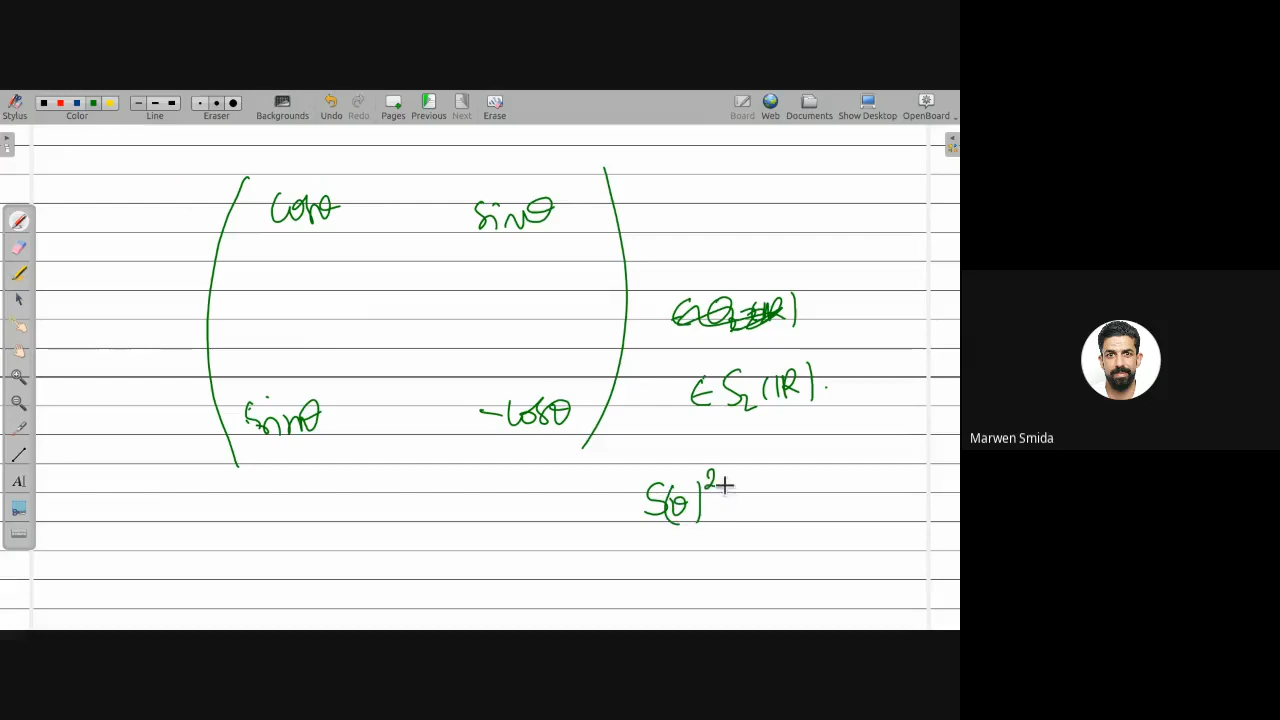 Stylus Color Line Eraser Backgrounds Undo Redo Pages Previous Next Erase Board Web Documents Show Desktop OpenBoard
cosθ sinθ
sinθ -cosθ
∈ S₂(ℝ).
S(θ)²
AI
Marwen Smida